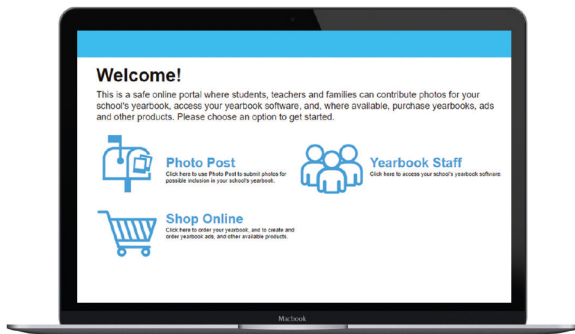 Welcome!
This is a safe online portal where students, teachers and families can contribute photos for your
school's yearbook, access your yearbook software, and, where available, purchase yearbooks, ads
and other products. Please choose an option to get started.
Photo Post
Click here to use Photo Post to submit photos for
possible inclusion in your school's yearbook.
Yearbook Staff
Click here to access your school's yearbook software
Shop Online
Click here to order your yearbook, and to create and
order yearbook ads, and other available products.
Macbook